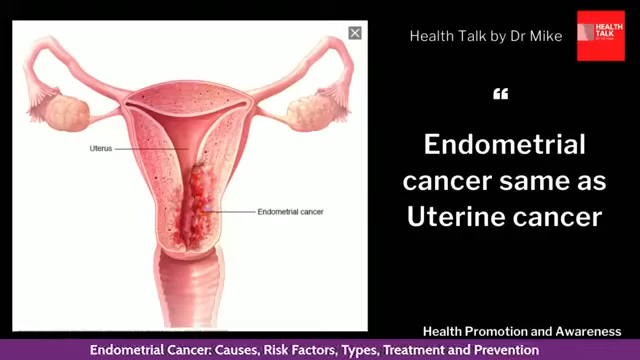 Health Talk by Dr Mike
HEALTH
TALK
“
Endometrial
cancer same as
Uterine cancer
Uterus
Endometrial cancer
Health Promotion and Awareness
Endometrial Cancer: Causes, Risk Factors, Types, Treatment and Prevention